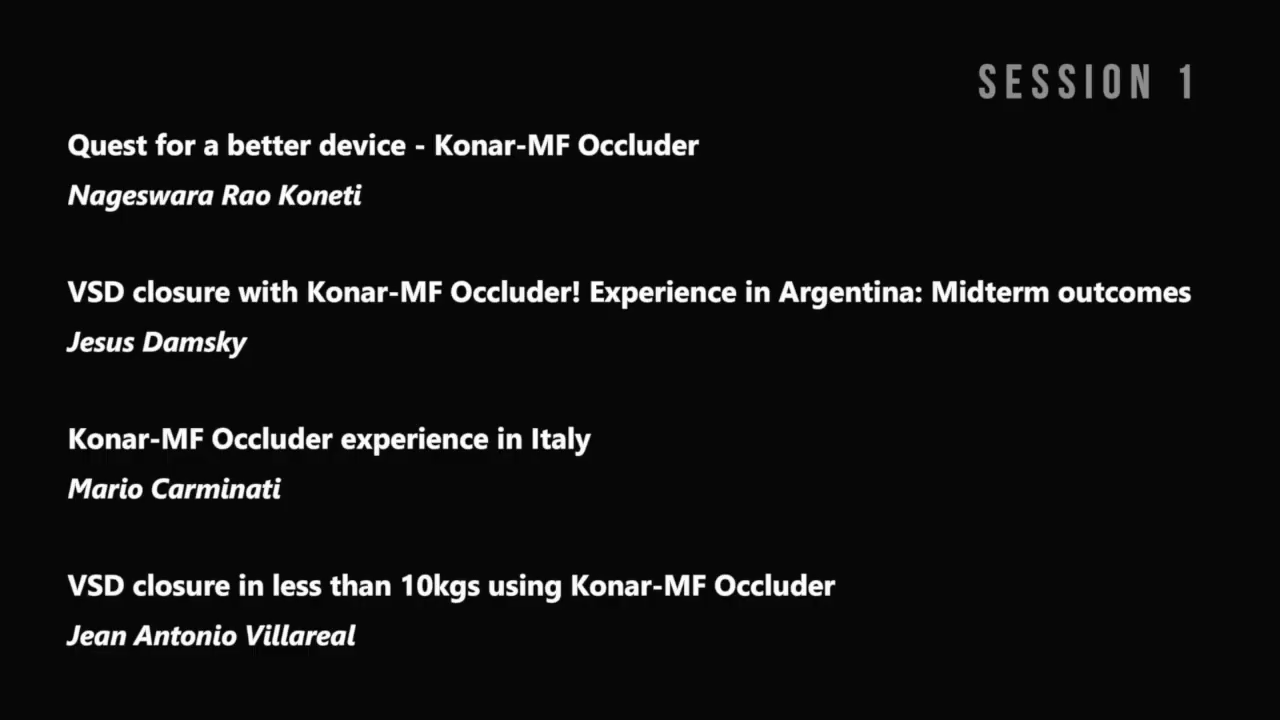 SESSION 1
Quest for a better device - Konar-MF Occluder
Nageswara Rao Koneti
VSD closure with Konar-MF Occluder! Experience in Argentina: Midterm outcomes
Jesus Damsky
Konar-MF Occluder experience in Italy
Mario Carminati
VSD closure in less than 10kgs using Konar-MF Occluder
Jean Antonio Villareal